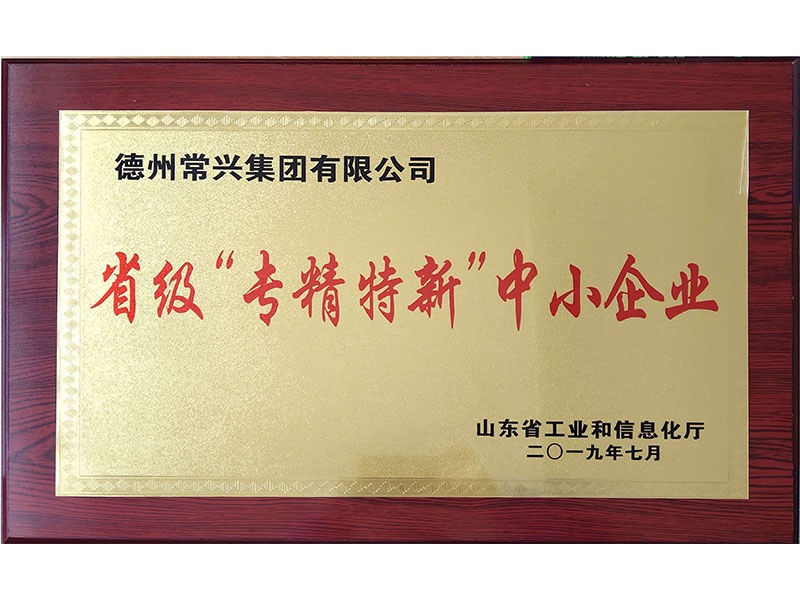 德州常兴集团有限公司
省级“专精特新”中小企业
山东省工业和信息化厅
二〇一九年七月